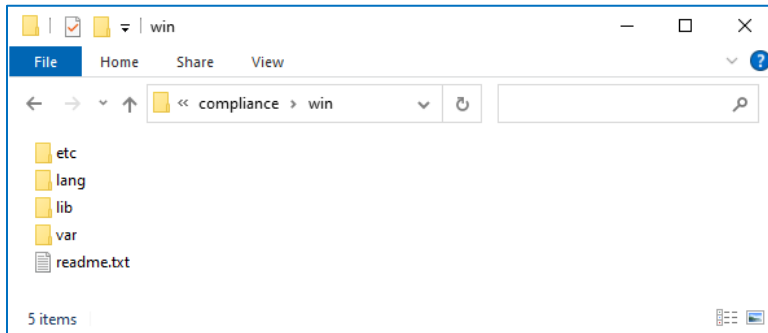 win
File Home Share View
« compliance > win
etc
lang
lib
var
readme.txt
5 items